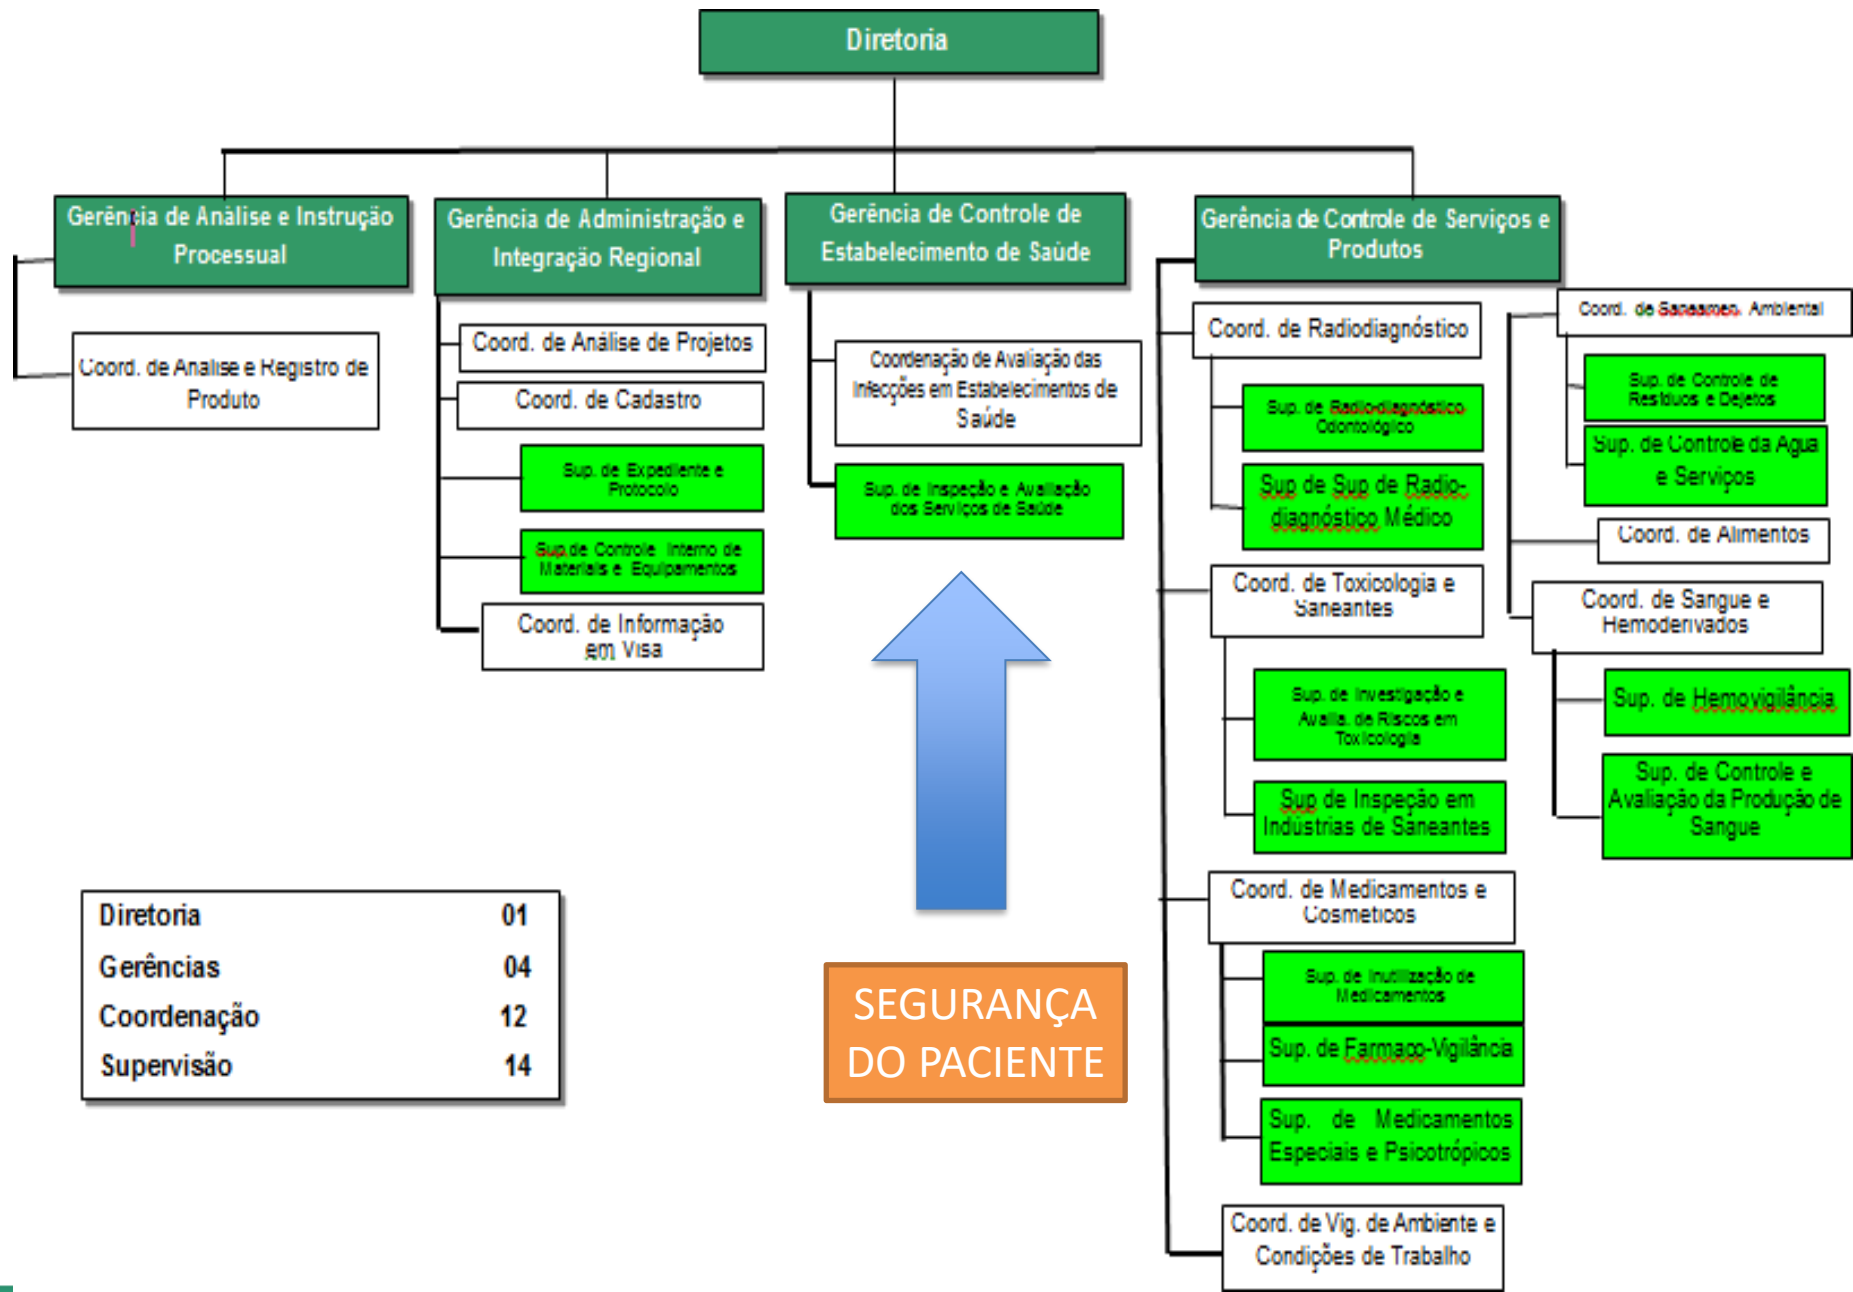 Diretoria
Gerência de Análise e Instrução
Processual
Coord. de Analise e Registro de
Produto
Gerência de Administração e
Integração Regional
Coord. de Análise de Projetos
Coord. de Cadastro
Sup. de Expediente e
Protocolo
Sup.de Controle Interno de
Materiais e Equipamentos
Coord. de Informação
em Visa
Gerência de Controle de
Estabelecimento de Saúde
Coordenação de Avaliação das
Infecções em Estabelecimentos de
Saúde
Sup. de Inspeção e Avaliação
dos Serviços de Saúde
SEGURANÇA
DO PACIENTE
Gerência de Controle de Serviços e
Produtos
Coord. de Radiodiagnóstico
Sup. de Radio-diagnóstico
Odontológico
Sup de Sup de Radio-
diagnóstico Médico
Coord. de Toxicologia e
Saneantes
Sup. de Investigação e
Avalia. de Riscos em
Toxicologia
Sup de Inspeção em
Indústrias de Saneantes
Coord. de Medicamentos e
Cosmeticos
Sup. de Inutilização de
Medicamentos
Sup. de Farmaco-Vigilância
Sup. de Medicamentos
Especiais e Psicotrópicos
Coord. de Vig. de Ambiente e
Condições de Trabalho
Coord. de Saneamen. Ambiental
Sup. de Controle de
Resíduos e Dejetos
Sup. de Controle da Agua
e Serviços
Coord. de Alimentos
Coord. de Sangue e
Hemoderivados
Sup. de Hemovigilância
Sup. de Controle e
Avaliação da Produção de
Sangue
Diretoria 01
Gerências 04
Coordenação 12
Supervisão 14